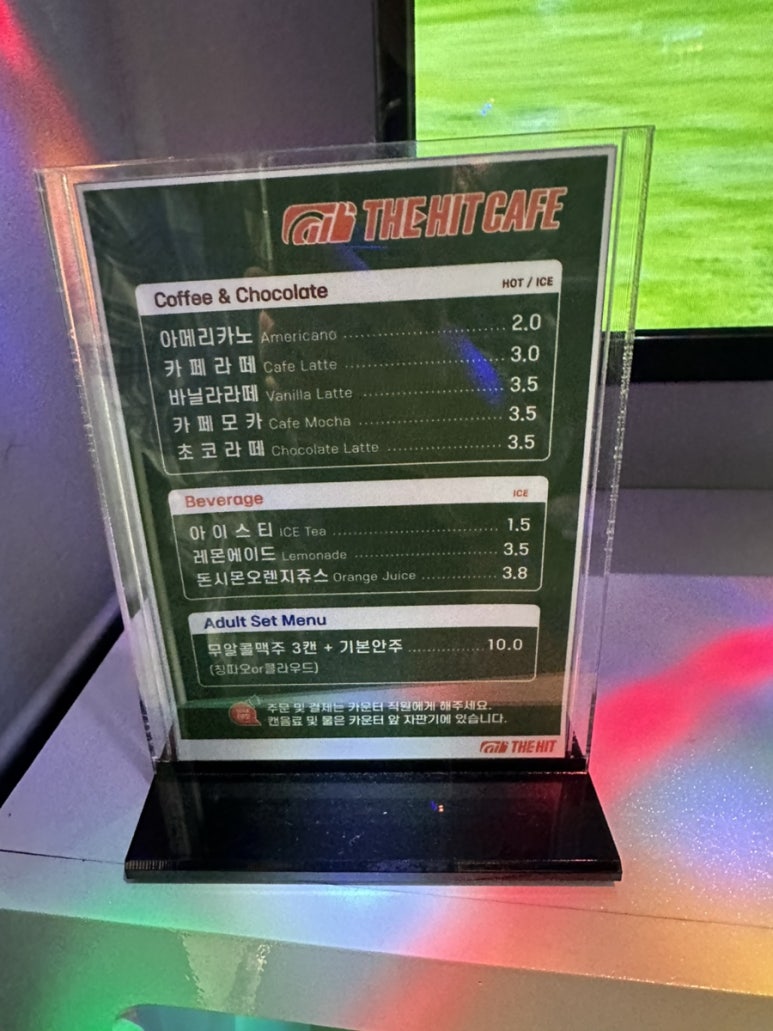 THE HIT CAFE
Coffee & Chocolate HOT / ICE
아메리카노 Americano 2.0
카페라떼 Cafe Latte 3.0
바닐라라떼 Vanilla Latte 3.5
카페모카 Cafe Mocha 3.5
초코라떼 Chocolate Latte 3.5
Beverage ICE
아이스티 ICE Tea 1.5
레몬에이드 Lemonade 3.5
돈시몬오렌지쥬스 Orange Juice 3.8
Adult Set Menu
무알콜맥주 3캔 + 기본안주 10.0
(칭따오or클라우드)
주문 및 결제는 카운터 직원에게 해주세요.
캔음료 및 물은 카운터 앞 자판기에 있습니다.
THE HIT